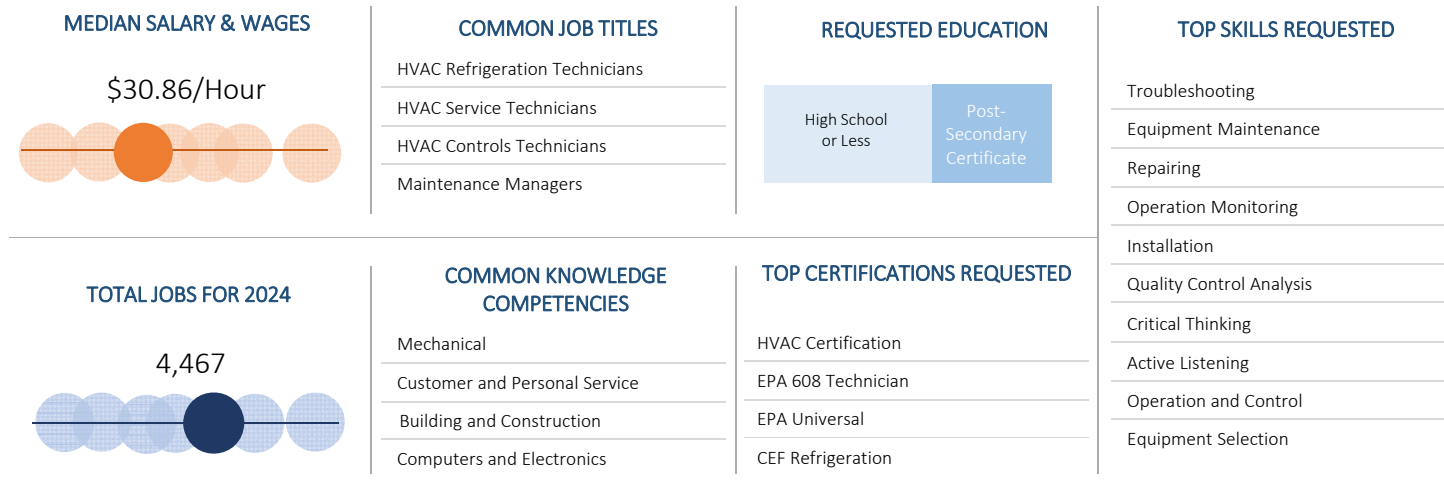 MEDIAN SALARY & WAGES
$30.86/Hour
COMMON JOB TITLES
HVAC Refrigeration Technicians
HVAC Service Technicians
HVAC Controls Technicians
Maintenance Managers
REQUESTED EDUCATION
High School
or Less
Post-
Secondary
Certificate
TOP SKILLS REQUESTED
Troubleshooting
Equipment Maintenance
Repairing
Operation Monitoring
Installation
Quality Control Analysis
Critical Thinking
Active Listening
Operation and Control
Equipment Selection
TOTAL JOBS FOR 2024
4,467
COMMON KNOWLEDGE
COMPETENCIES
Mechanical
Customer and Personal Service
Building and Construction
Computers and Electronics
TOP CERTIFICATIONS REQUESTED
HVAC Certification
EPA 608 Technician
EPA Universal
CEF Refrigeration